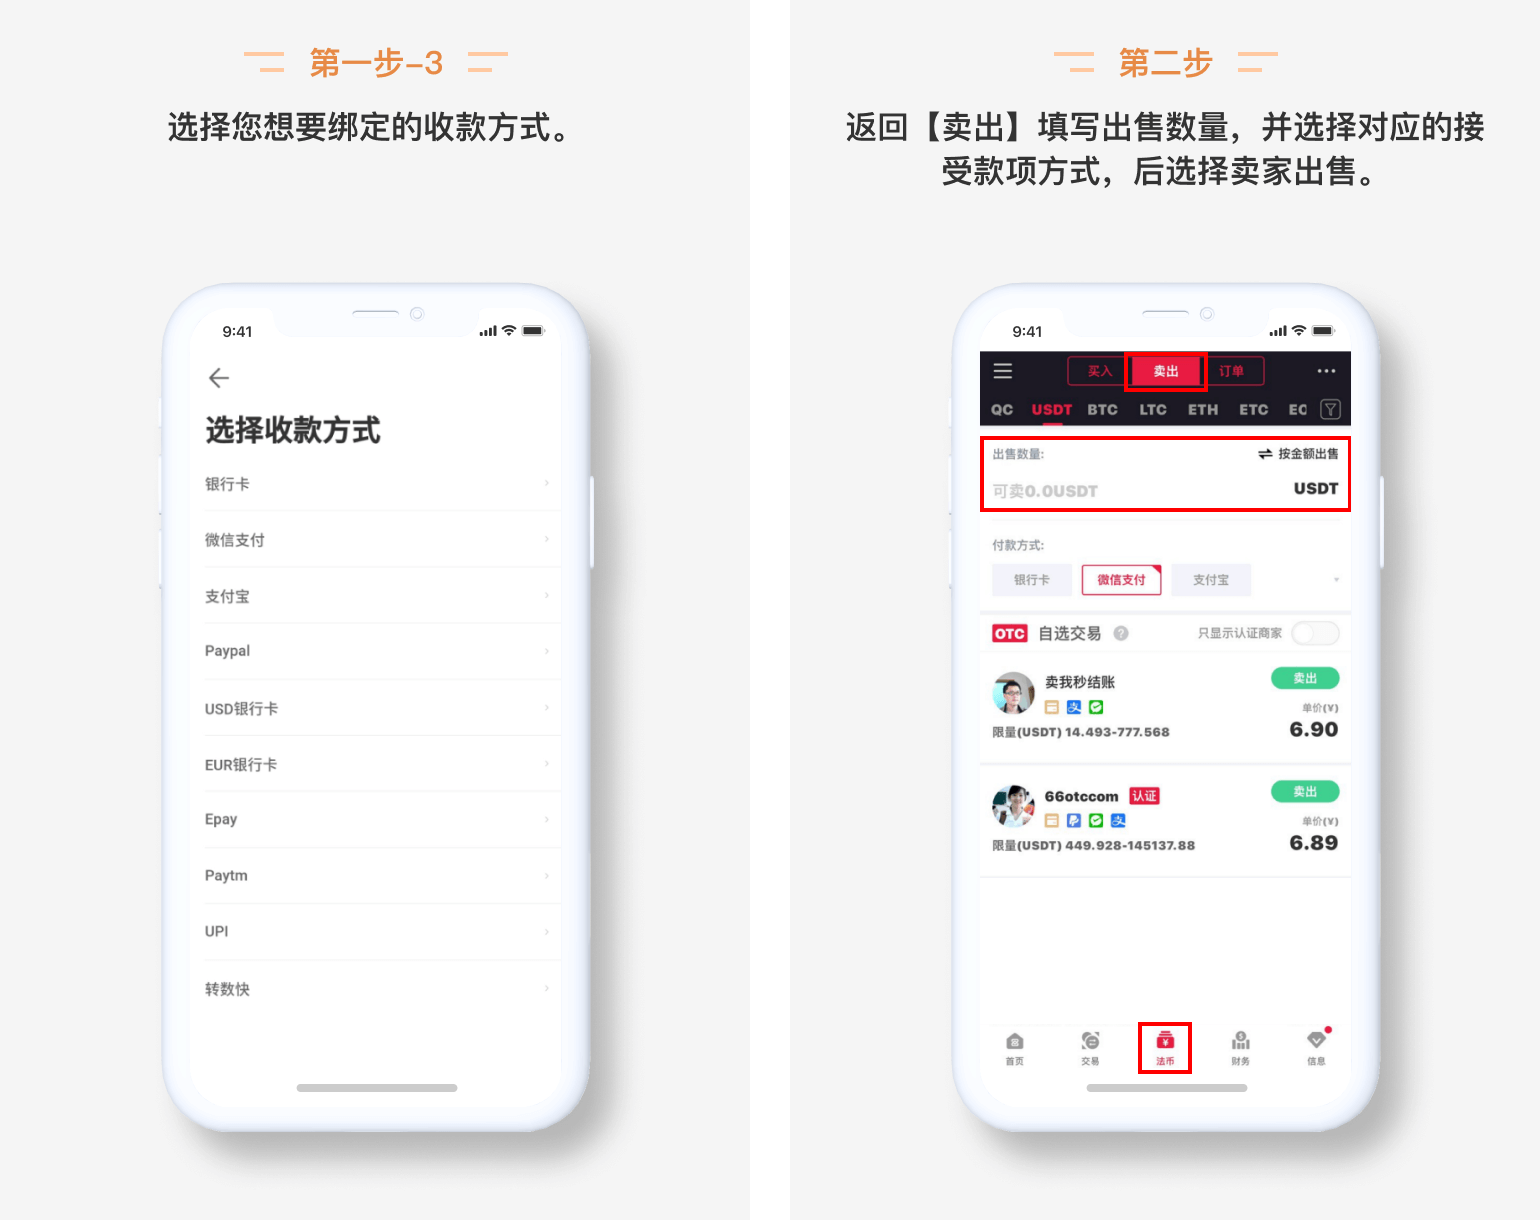 第一步-3
选择您想要绑定的收款方式。
9:41
选择收款方式
银行卡
微信支付
支付宝
Paypal
USD银行卡
EUR银行卡
Epay
Paytm
UPI
转数快
第二步
返回【卖出】填写出售数量，并选择对应的接
受款项方式，后选择卖家出售。
9:41
买入 卖出 订单
QC USDT BTC LTC ETH ETC EO
出售数量: 按金额出售
可卖0.0USDT USDT
付款方式:
银行卡 微信支付 支付宝
OTC 自选交易 ? 只显示认证商家
卖我秒结账 卖出
支
单价(¥)
限量(USDT) 14.493-777.568 6.90
66otccom 认证 卖出
支
单价(¥)
限量(USDT) 449.928-145137.88 6.89
首页 交易 法币 财务 信息